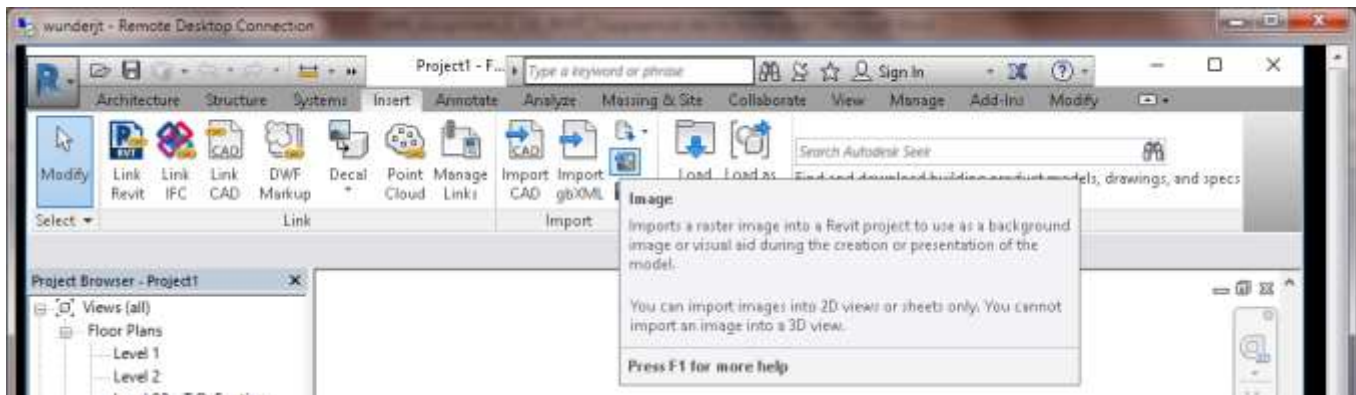 wunderjt - Remote Desktop Connection
Project1 - F... Type a keyword or phrase Sign In
Architecture Structure Systems Insert Annotate Analyze Massing & Site Collaborate View Manage Add-Ins Modify
Modify
Link Revit
Link IFC
Link CAD
DWF Markup
Decal
Point Cloud
Manage Links
Import CAD
Import gbXML
Load
Load as
Search Autodesk Seek
Find and download building product models, drawings, and specs
Select
Link
Import
Image
Imports a raster image into a Revit project to use as a background
image or visual aid during the creation or presentation of the
model.
You can import images into 2D views or sheets only. You cannot
import an image into a 3D view.
Press F1 for more help
Project Browser - Project1
Views (all)
Floor Plans
Level 1
Level 2